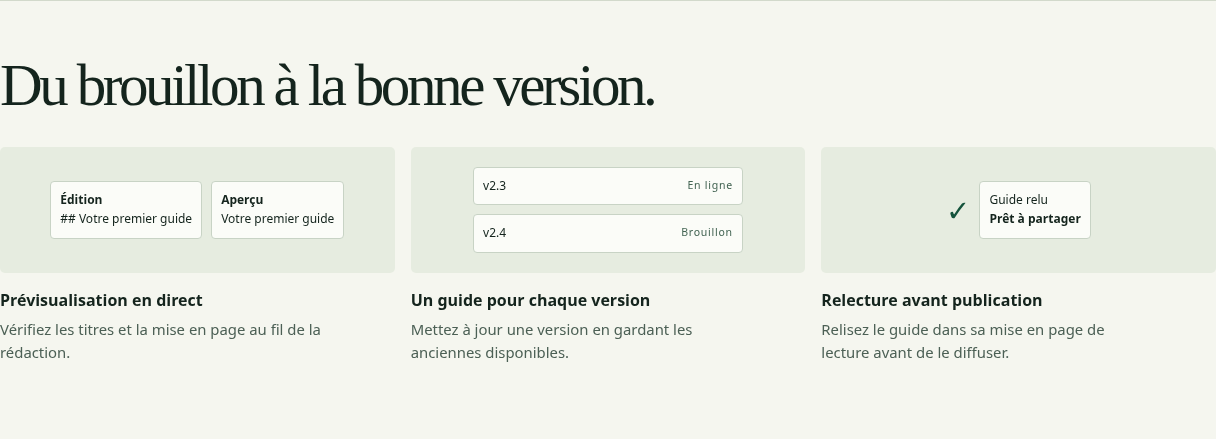 Du brouillon à la bonne version.
Édition
## Votre premier guide
Aperçu
Votre premier guide
v2.3 En ligne
v2.4 Brouillon
✓
Guide relu
Prêt à partager
Prévisualisation en direct
Vérifiez les titres et la mise en page au fil de la
rédaction.
Un guide pour chaque version
Mettez à jour une version en gardant les
anciennes disponibles.
Relecture avant publication
Relisez le guide dans sa mise en page de
lecture avant de le diffuser.